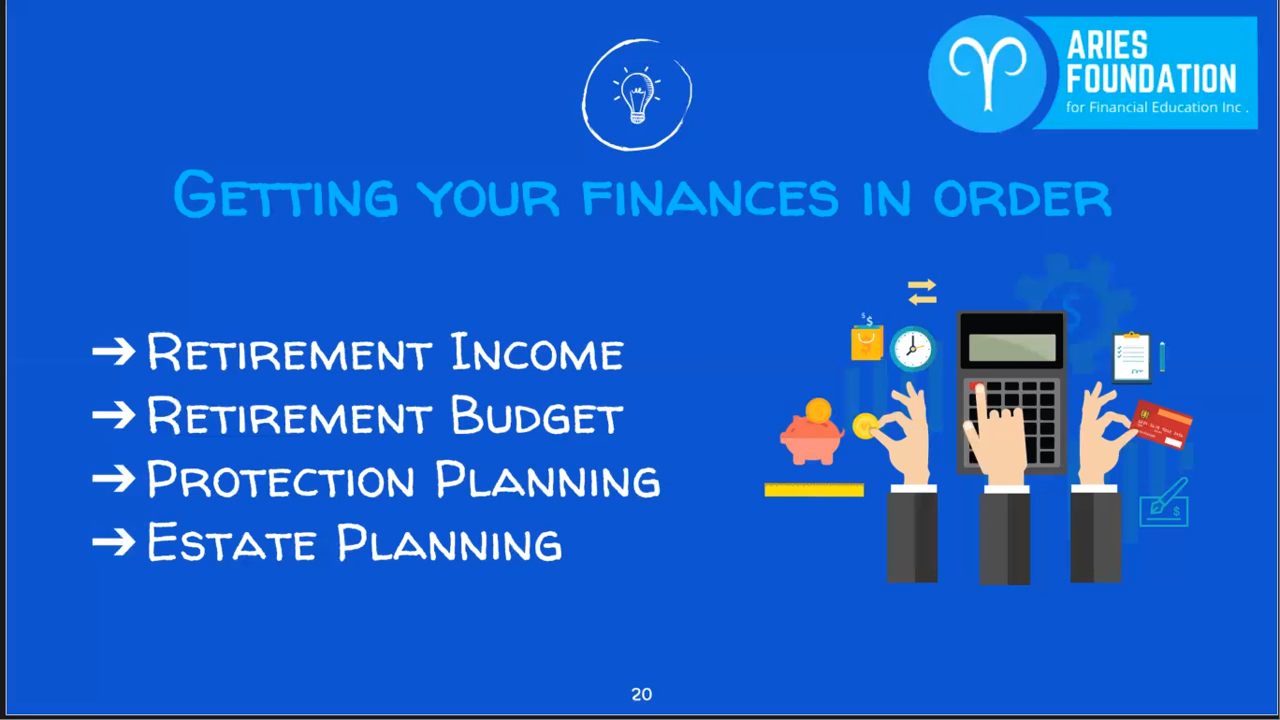 ARIES
FOUNDATION
for Financial Education Inc .
Getting your finances in order
➔ Retirement Income
➔ Retirement Budget
➔ Protection Planning
➔ Estate Planning
20